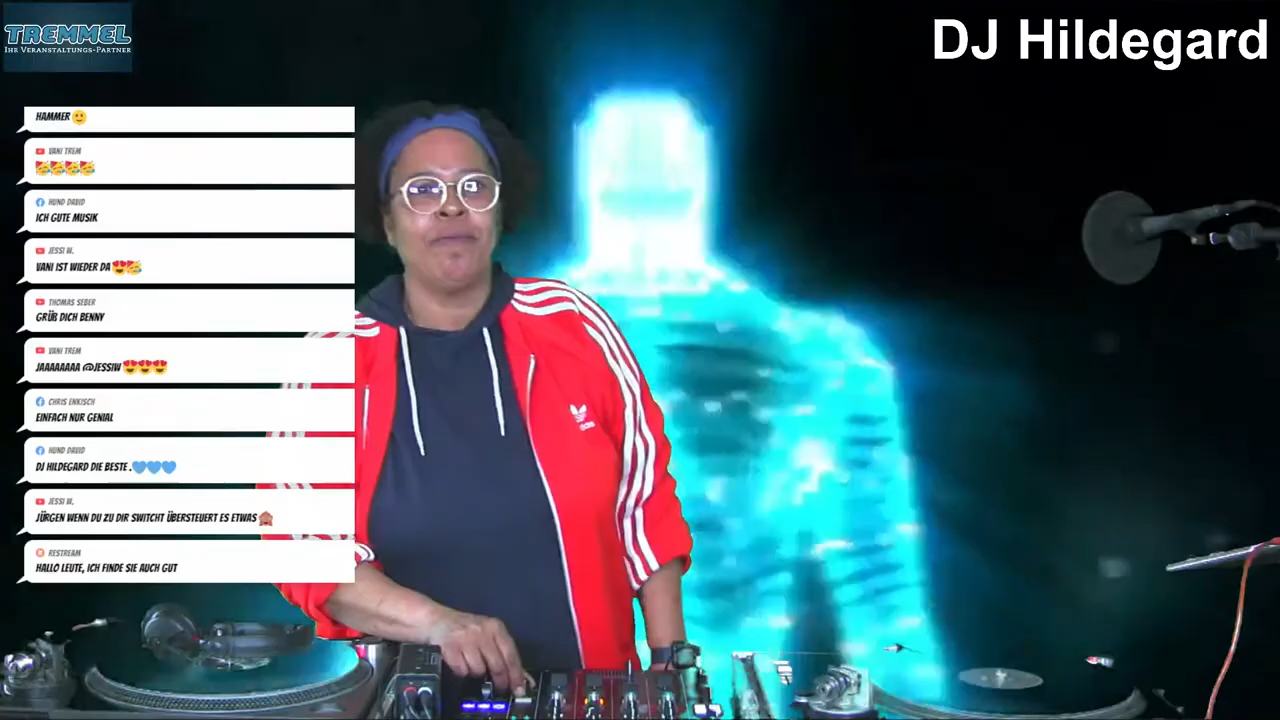 TREMMEL
IHR VERANSTALTUNGS-PARTNER
DJ Hildegard
HAMMER 🙂
VANI TREM
🥳🥳🥳🥳
HUND DAVID
ICH GUTE MUSIK
JESSI W.
VANI IST WIEDER DA 😍🥳
THOMAS SEBER
GRÜß DICH BENNY
VANI TREM
JAAAAAAAA @JESSIW 😍😍😍
CHRIS ENKISCH
EINFACH NUR GENIAL
HUND DAVID
DJ HILDEGARD DIE BESTE .💙💙💙
JESSI W.
JÜRGEN WENN DU ZU DIR SWITCHT ÜBERSTEUERT ES ETWAS 🙈
RESTREAM
HALLO LEUTE, ICH FINDE SIE AUCH GUT
adidas